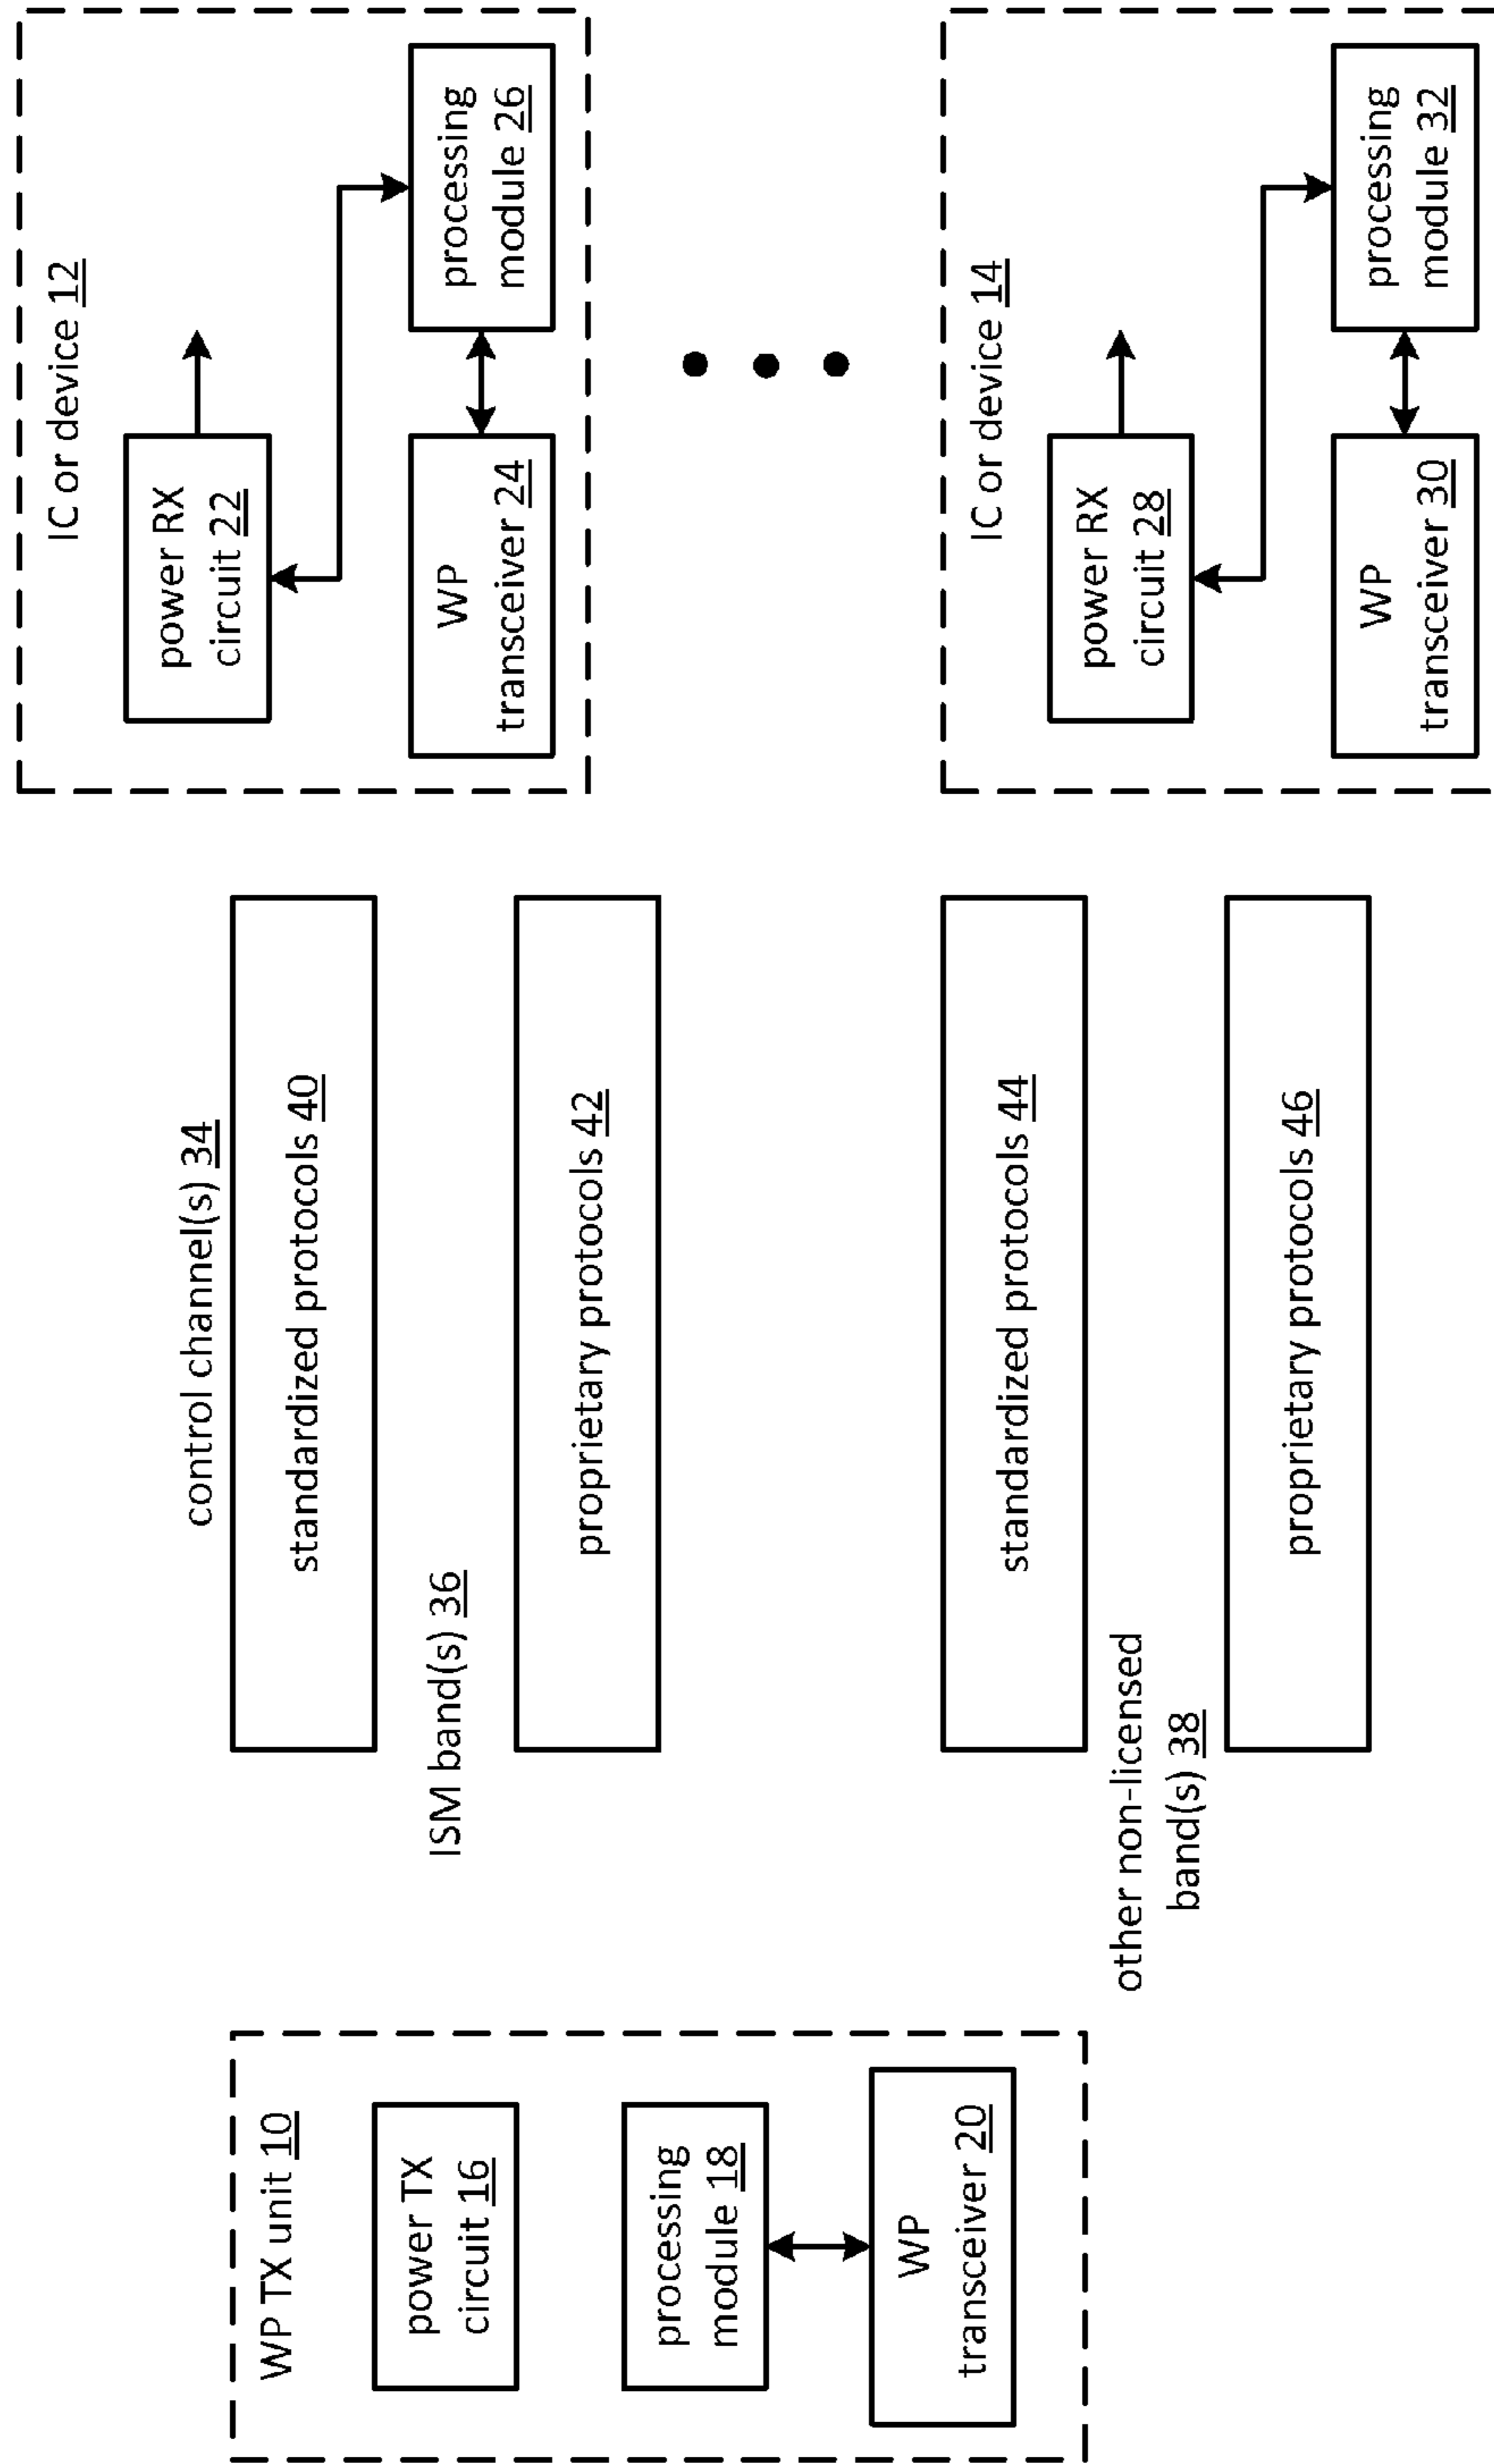 WP TX unit 10
power TX
circuit 16
processing
module 18
WP
transceiver 20
control channel(s) 34
standardized protocols 40
ISM band(s) 36
proprietary protocols 42
standardized protocols 44
other non-licensed
band(s) 38
proprietary protocols 46
IC or device 12
power RX
circuit 22
WP
transceiver 24
processing
module 26
IC or device 14
power RX
circuit 28
WP
transceiver 30
processing
module 32